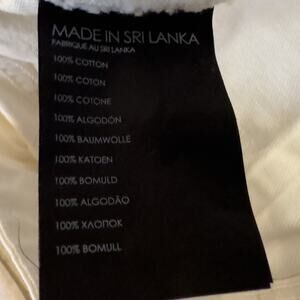 MADE IN SRI LANKA
FABRIQUÉ AU SRI LANKA
100% COTTON
100% COTON
100% COTONE
100% ALGODÓN
100% BAUMWOLLE
100% KATOEN
100% BOMULD
100% ALGODÃO
100% ХЛОПОК
100% BOMULL